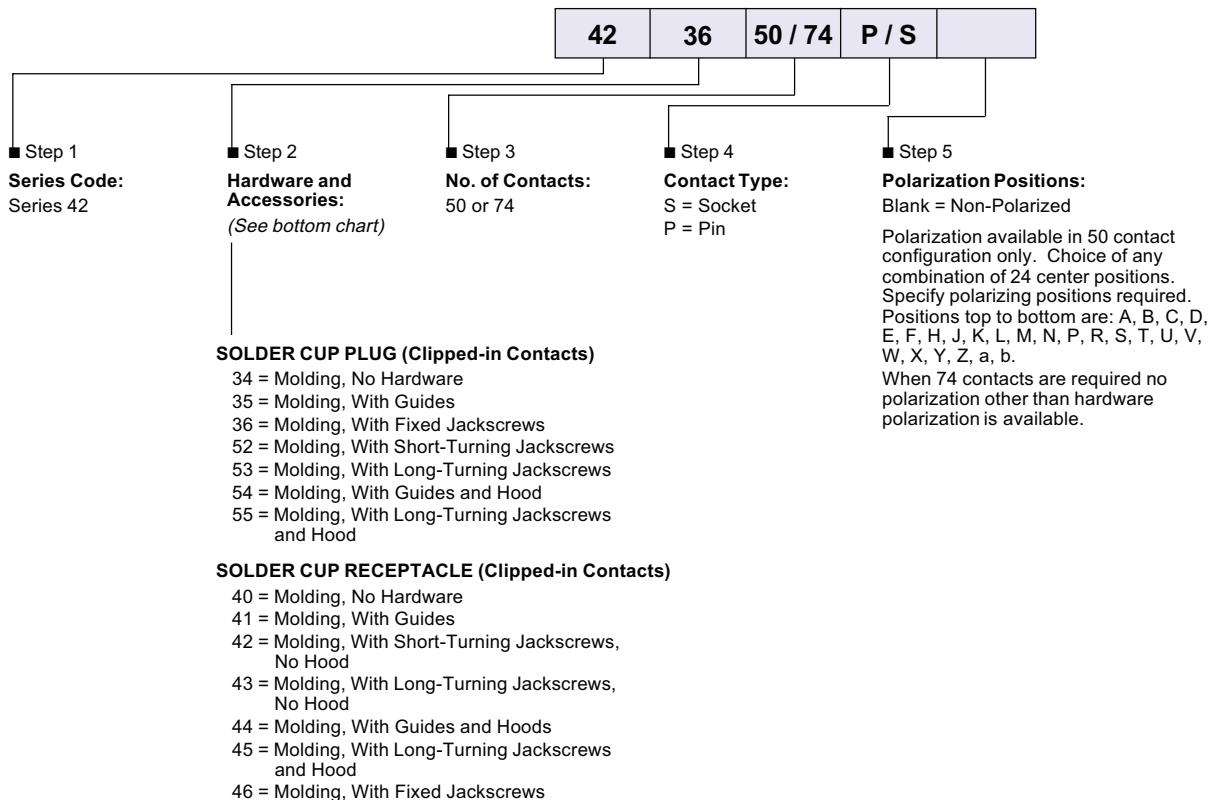 42 36 50 / 74 P / S
■ Step 1
Series Code:
Series 42
■ Step 2
Hardware and
Accessories:
(See bottom chart)
■ Step 3
No. of Contacts:
50 or 74
■ Step 4
Contact Type:
S = Socket
P = Pin
■ Step 5
Polarization Positions:
Blank = Non-Polarized
Polarization available in 50 contact
configuration only. Choice of any
combination of 24 center positions.
Specify polarizing positions required.
Positions top to bottom are: A, B, C, D,
E, F, H, J, K, L, M, N, P, R, S, T, U, V,
W, X, Y, Z, a, b.
When 74 contacts are required no
polarization other than hardware
polarization is available.
SOLDER CUP PLUG (Clipped-in Contacts)
34 = Molding, No Hardware
35 = Molding, With Guides
36 = Molding, With Fixed Jackscrews
52 = Molding, With Short-Turning Jackscrews
53 = Molding, With Long-Turning Jackscrews
54 = Molding, With Guides and Hood
55 = Molding, With Long-Turning Jackscrews
and Hood
SOLDER CUP RECEPTACLE (Clipped-in Contacts)
40 = Molding, No Hardware
41 = Molding, With Guides
42 = Molding, With Short-Turning Jackscrews,
No Hood
43 = Molding, With Long-Turning Jackscrews,
No Hood
44 = Molding, With Guides and Hoods
45 = Molding, With Long-Turning Jackscrews
and Hood
46 = Molding, With Fixed Jackscrews